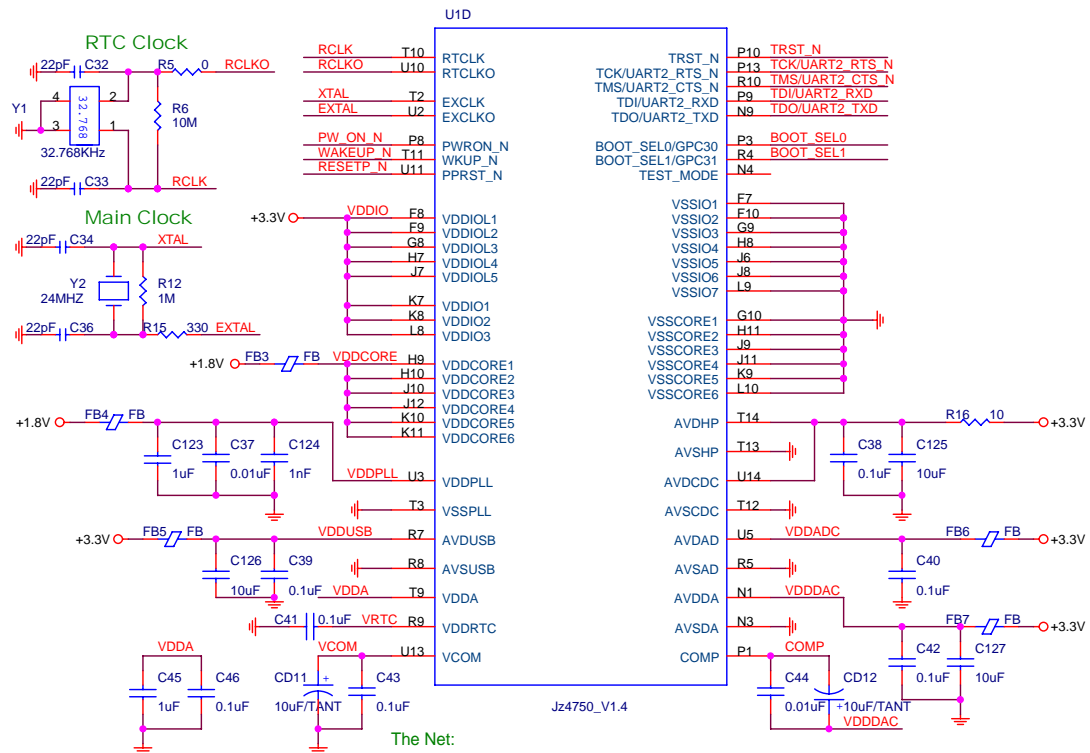 U1D
RTC Clock
22pF C32 R5 0 RCLKO
Y1 4 2 3 1 32.768 R6 10M
32.768KHz
22pF C33 RCLK
Main Clock
22pF C34 XTAL
Y2 24MHZ R12 1M
22pF C36 R15 330 EXTAL
RCLK T10 RTCLK
RCLKO U10 RTCLKO
XTAL T2 EXCLK
EXTAL U2 EXCLKO
PW_ON_N P8 PWRON_N
WAKEUP_N T11 WKUP_N
RESETP_N U11 PPRST_N
+3.3V VDDIO F8 VDDIOL1
F9 VDDIOL2
G8 VDDIOL3
H7 VDDIOL4
J7 VDDIOL5
K7 VDDIO1
K8 VDDIO2
L8 VDDIO3
+1.8V FB3 FB VDDCORE H9 VDDCORE1
H10 VDDCORE2
J10 VDDCORE3
J12 VDDCORE4
K10 VDDCORE5
K11 VDDCORE6
+1.8V FB4 FB
C123 1uF C37 0.01uF C124 1nF
VDDPLL U3 VDDPLL
T3 VSSPLL
+3.3V FB5 FB VDDUSB R7 AVDUSB
C126 10uF C39 0.1uF
R8 AVSUSB
VDDA T9 VDDA
C41 0.1uF VRTC R9 VDDRTC
VCOM U13 VCOM
VDDA
C45 1uF C46 0.1uF
CD11 + 10uF/TANT C43 0.1uF
TRST_N P10 TRST_N
TCK/UART2_RTS_N P13 TCK/UART2_RTS_N
TMS/UART2_CTS_N R10 TMS/UART2_CTS_N
TDI/UART2_RXD P9 TDI/UART2_RXD
TDO/UART2_TXD N9 TDO/UART2_TXD
BOOT_SEL0/GPC30 P3 BOOT_SEL0
BOOT_SEL1/GPC31 R4 BOOT_SEL1
TEST_MODE N4
VSSIO1 F7
VSSIO2 F10
VSSIO3 G9
VSSIO4 H8
VSSIO5 J6
VSSIO6 J8
VSSIO7 L9
VSSCORE1 G10
VSSCORE2 H11
VSSCORE3 J9
VSSCORE4 J11
VSSCORE5 K9
VSSCORE6 L10
AVDHP T14 R16 10 +3.3V
C38 0.1uF C125 10uF
AVSHP T13
AVDCDC U14
AVSCDC T12
AVDAD U5 VDDADC FB6 FB +3.3V
C40 0.1uF
AVSAD R5
AVDDA N1 VDDDAC FB7 FB +3.3V
AVSDA N3
C42 0.1uF C127 10uF
COMP P1 COMP
C44 0.01uF CD12 +10uF/TANT
VDDDAC
Jz4750_V1.4
The Net: